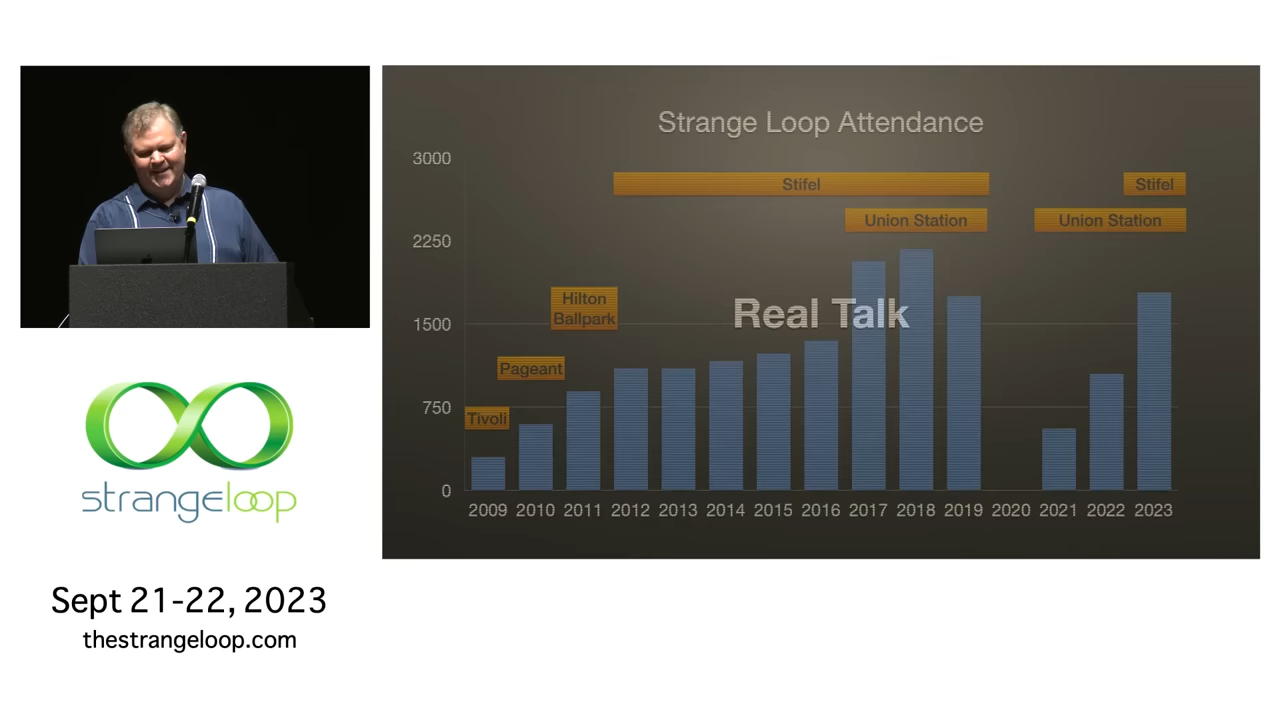 Strange Loop Attendance
3000
Stifel
Stifel
Union Station
Union Station
2250
Hilton
Ballpark
Real Talk
1500
Pageant
750
Tivoli
0
2009 2010 2011 2012 2013 2014 2015 2016 2017 2018 2019 2020 2021 2022 2023
strangeloop
Sept 21-22, 2023
thestrangeloop.com